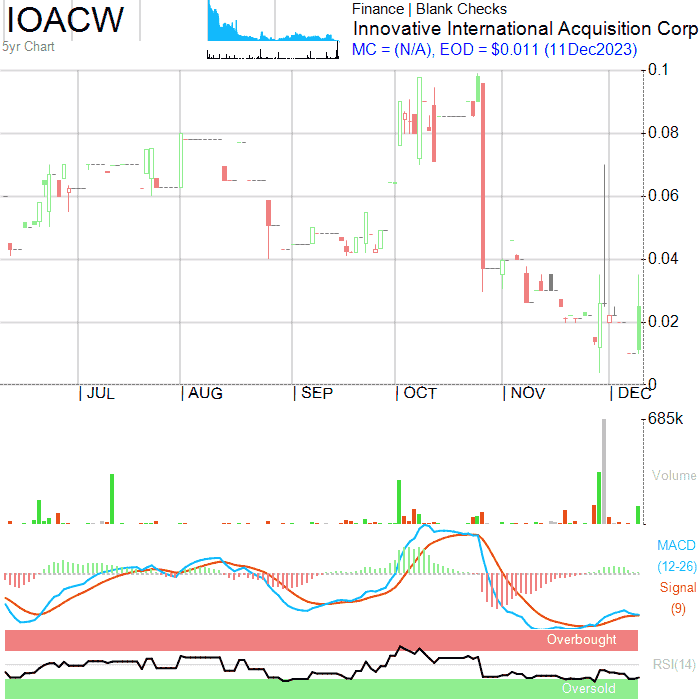 IOACW
5yr Chart
Finance | Blank Checks
Innovative International Acquisition Corp
MC = (N/A), EOD = $0.011 (11Dec2023)
0.1
0.08
0.06
0.04
0.02
0
JUL AUG SEP OCT NOV DEC
685k
Volume
MACD
(12-26)
Signal
(9)
Overbought
RSI(14)
Oversold